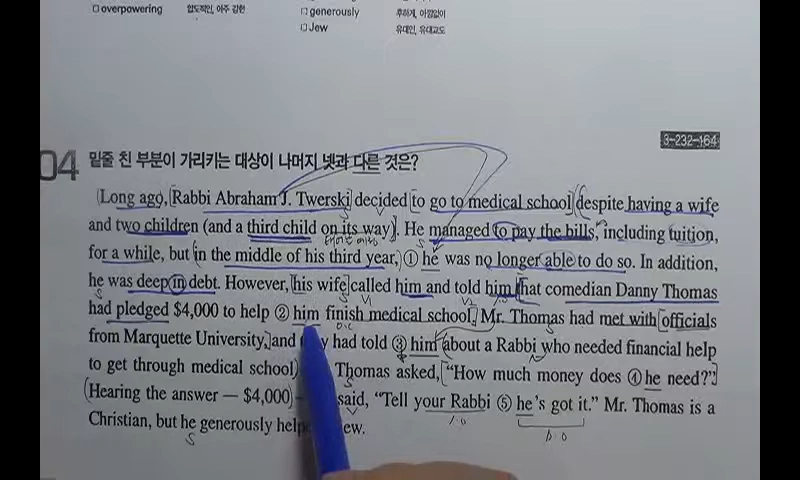 overpowering 압도적인, 아주 강한
generously 후하게, 아낌없이
Jew 유대인, 유대교도
3-232-164
04 밑줄 친 부분이 가리키는 대상이 나머지 넷과 다른 것은?
Long ago, Rabbi Abraham J. Twerski decided to go to medical school despite having a wife
and two children (and a third child on its way). He managed to pay the bills, including tuition,
for a while, but in the middle of his third year, ① he was no longer able to do so. In addition,
he was deep in debt. However, his wife called him and told him that comedian Danny Thomas
had pledged $4,000 to help ② him finish medical school. Mr. Thomas had met with officials
from Marquette University, and they had told ③ him about a Rabbi who needed financial help
to get through medical school. Thomas asked, "How much money does ④ he need?"
Hearing the answer — $4,000 — said, "Tell your Rabbi ⑤ he's got it." Mr. Thomas is a
Christian, but he generously help ew.